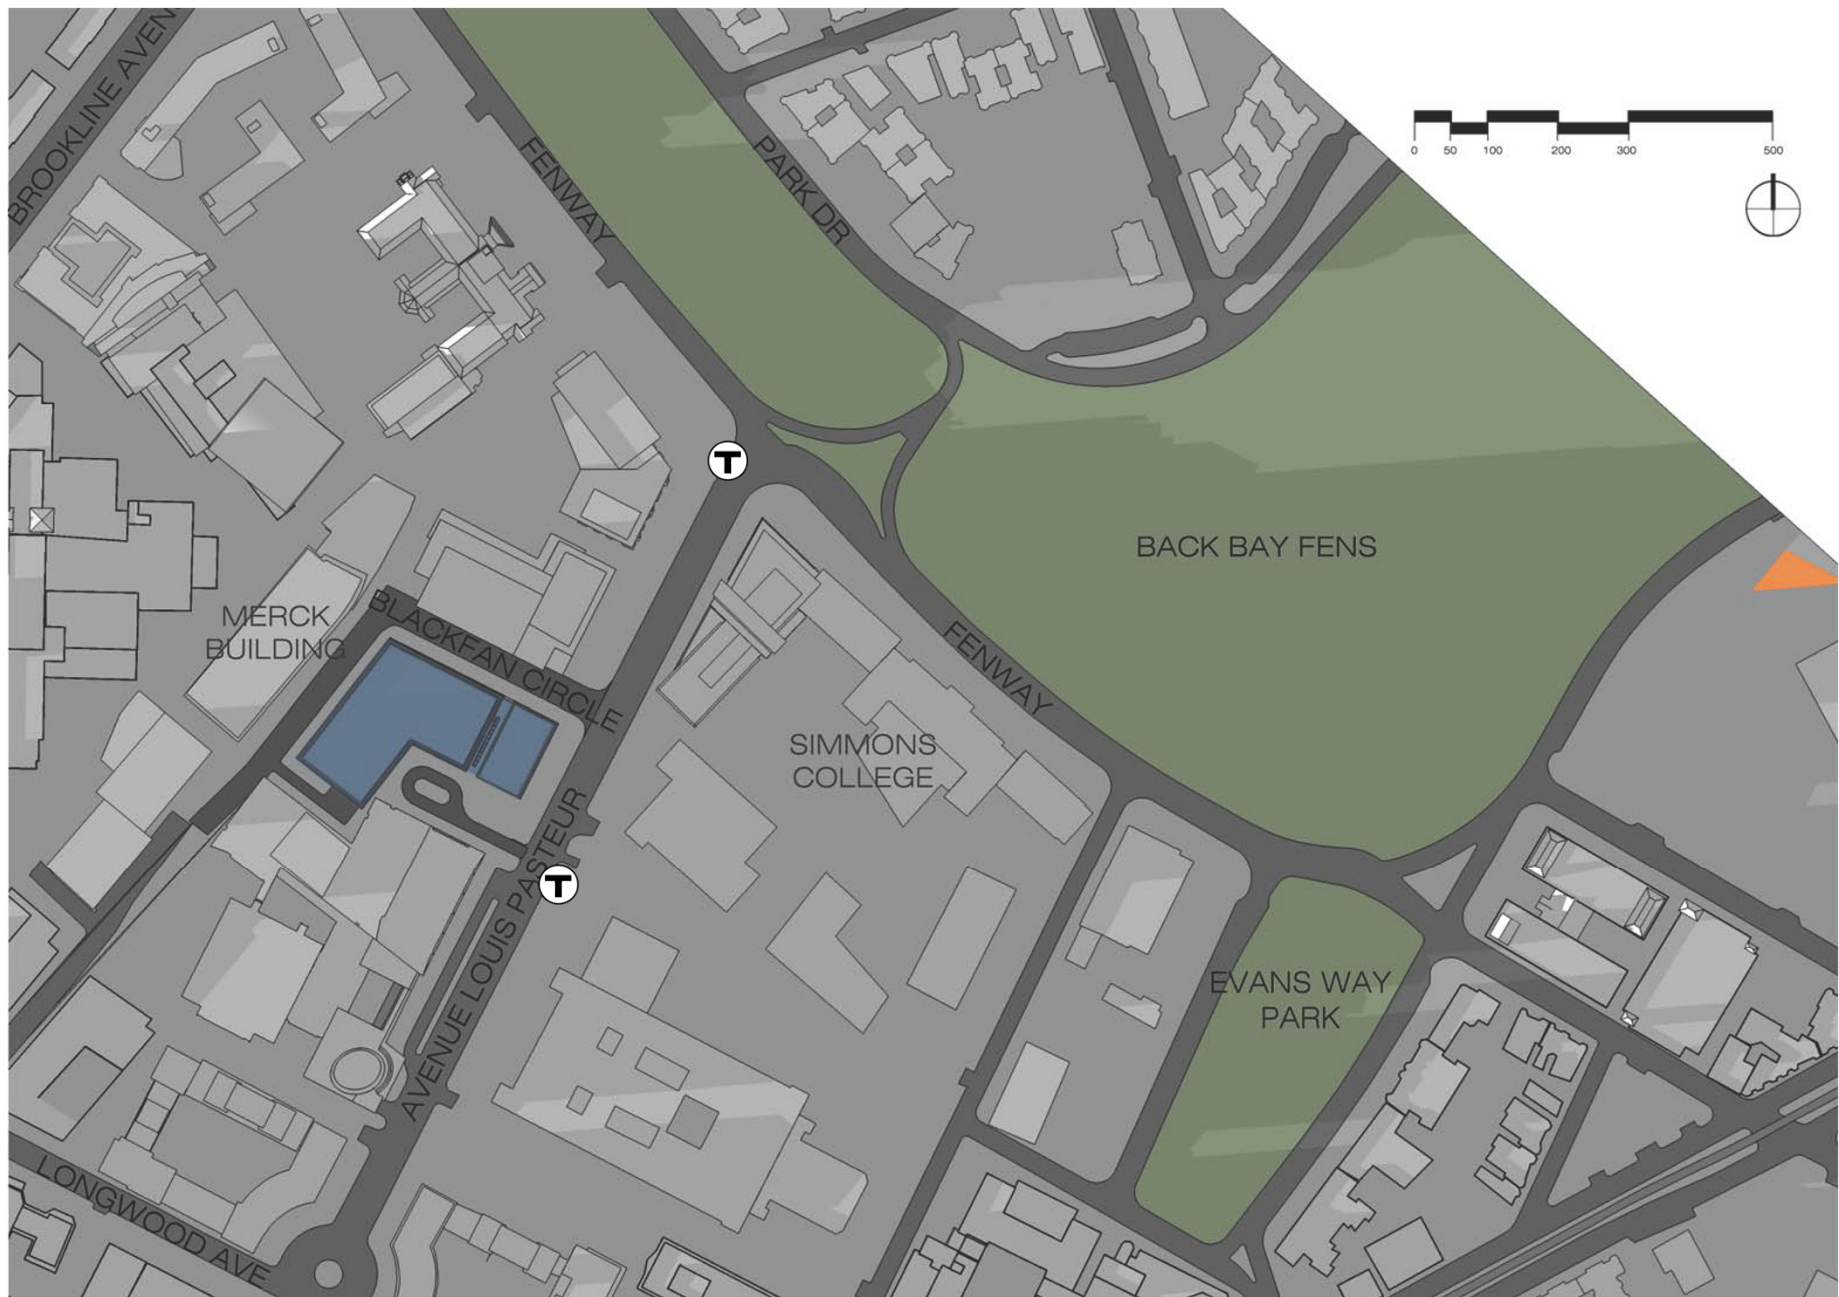 BROOKLINE AVEN
FENWAY
PARK DR
0 50 100 200 300 500
T
BACK BAY FENS
MERCK
BUILDING
BLACKFAN CIRCLE
FENWAY
SIMMONS
COLLEGE
T
AVENUE LOUIS PASTEUR
EVANS WAY
PARK
LONGWOOD AVE